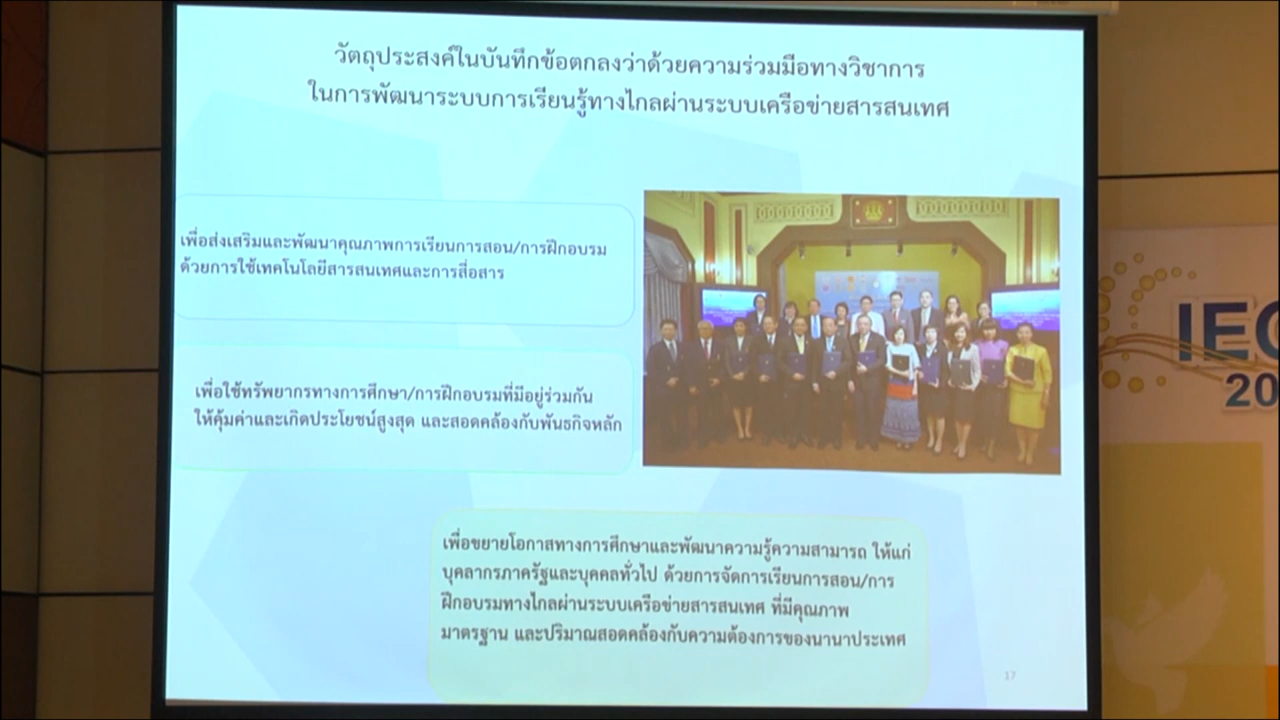 วัตถุประสงค์ในบันทึกข้อตกลงว่าด้วยความร่วมมือทางวิชาการ
ในการพัฒนาระบบการเรียนรู้ทางไกลผ่านระบบเครือข่ายสารสนเทศ
เพื่อส่งเสริมและพัฒนาคุณภาพการเรียนการสอน/การฝึกอบรม
ด้วยการใช้เทคโนโลยีสารสนเทศและการสื่อสาร
เพื่อใช้ทรัพยากรทางการศึกษา/การฝึกอบรมที่มีอยู่ร่วมกัน
ให้คุ้มค่าและเกิดประโยชน์สูงสุด และสอดคล้องกับพันธกิจหลัก
เพื่อขยายโอกาสทางการศึกษาและพัฒนาความรู้ความสามารถ ให้แก่
บุคลากรภาครัฐและบุคคลทั่วไป ด้วยการจัดการเรียนการสอน/การ
ฝึกอบรมทางไกลผ่านระบบเครือข่ายสารสนเทศ ที่มีคุณภาพ
มาตรฐาน และปริมาณสอดคล้องกับความต้องการของนานาประเทศ
17
IEC
20